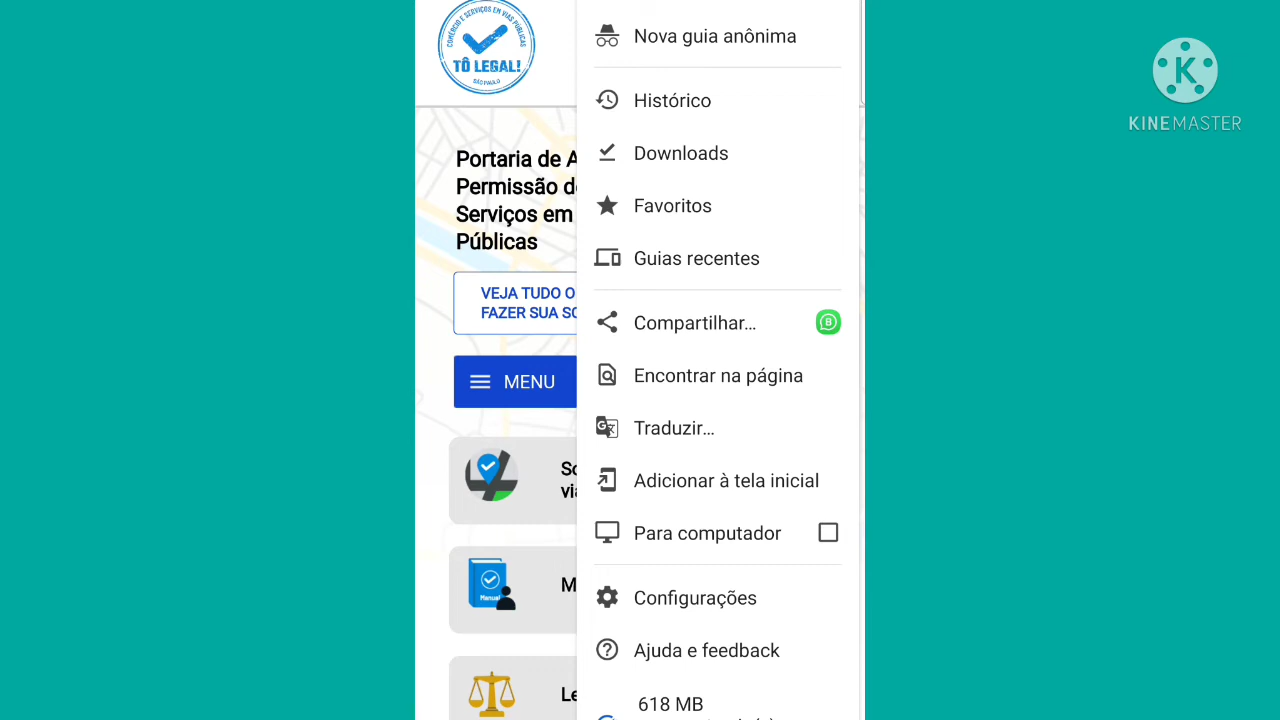 COMÉRCIO E SERVIÇOS EM VIAS PÚBLICAS
TÔ LEGAL!
SÃO PAULO
Portaria de A
Permissão d
Serviços em
Públicas
VEJA TUDO O
FAZER SUA SO
MENU
So
via
Manual
M
Le
Nova guia anônima
Histórico
Downloads
Favoritos
Guias recentes
Compartilhar...
B
Encontrar na página
G
Traduzir...
Adicionar à tela inicial
Para computador
Configurações
Ajuda e feedback
618 MB
K
KINEMASTER